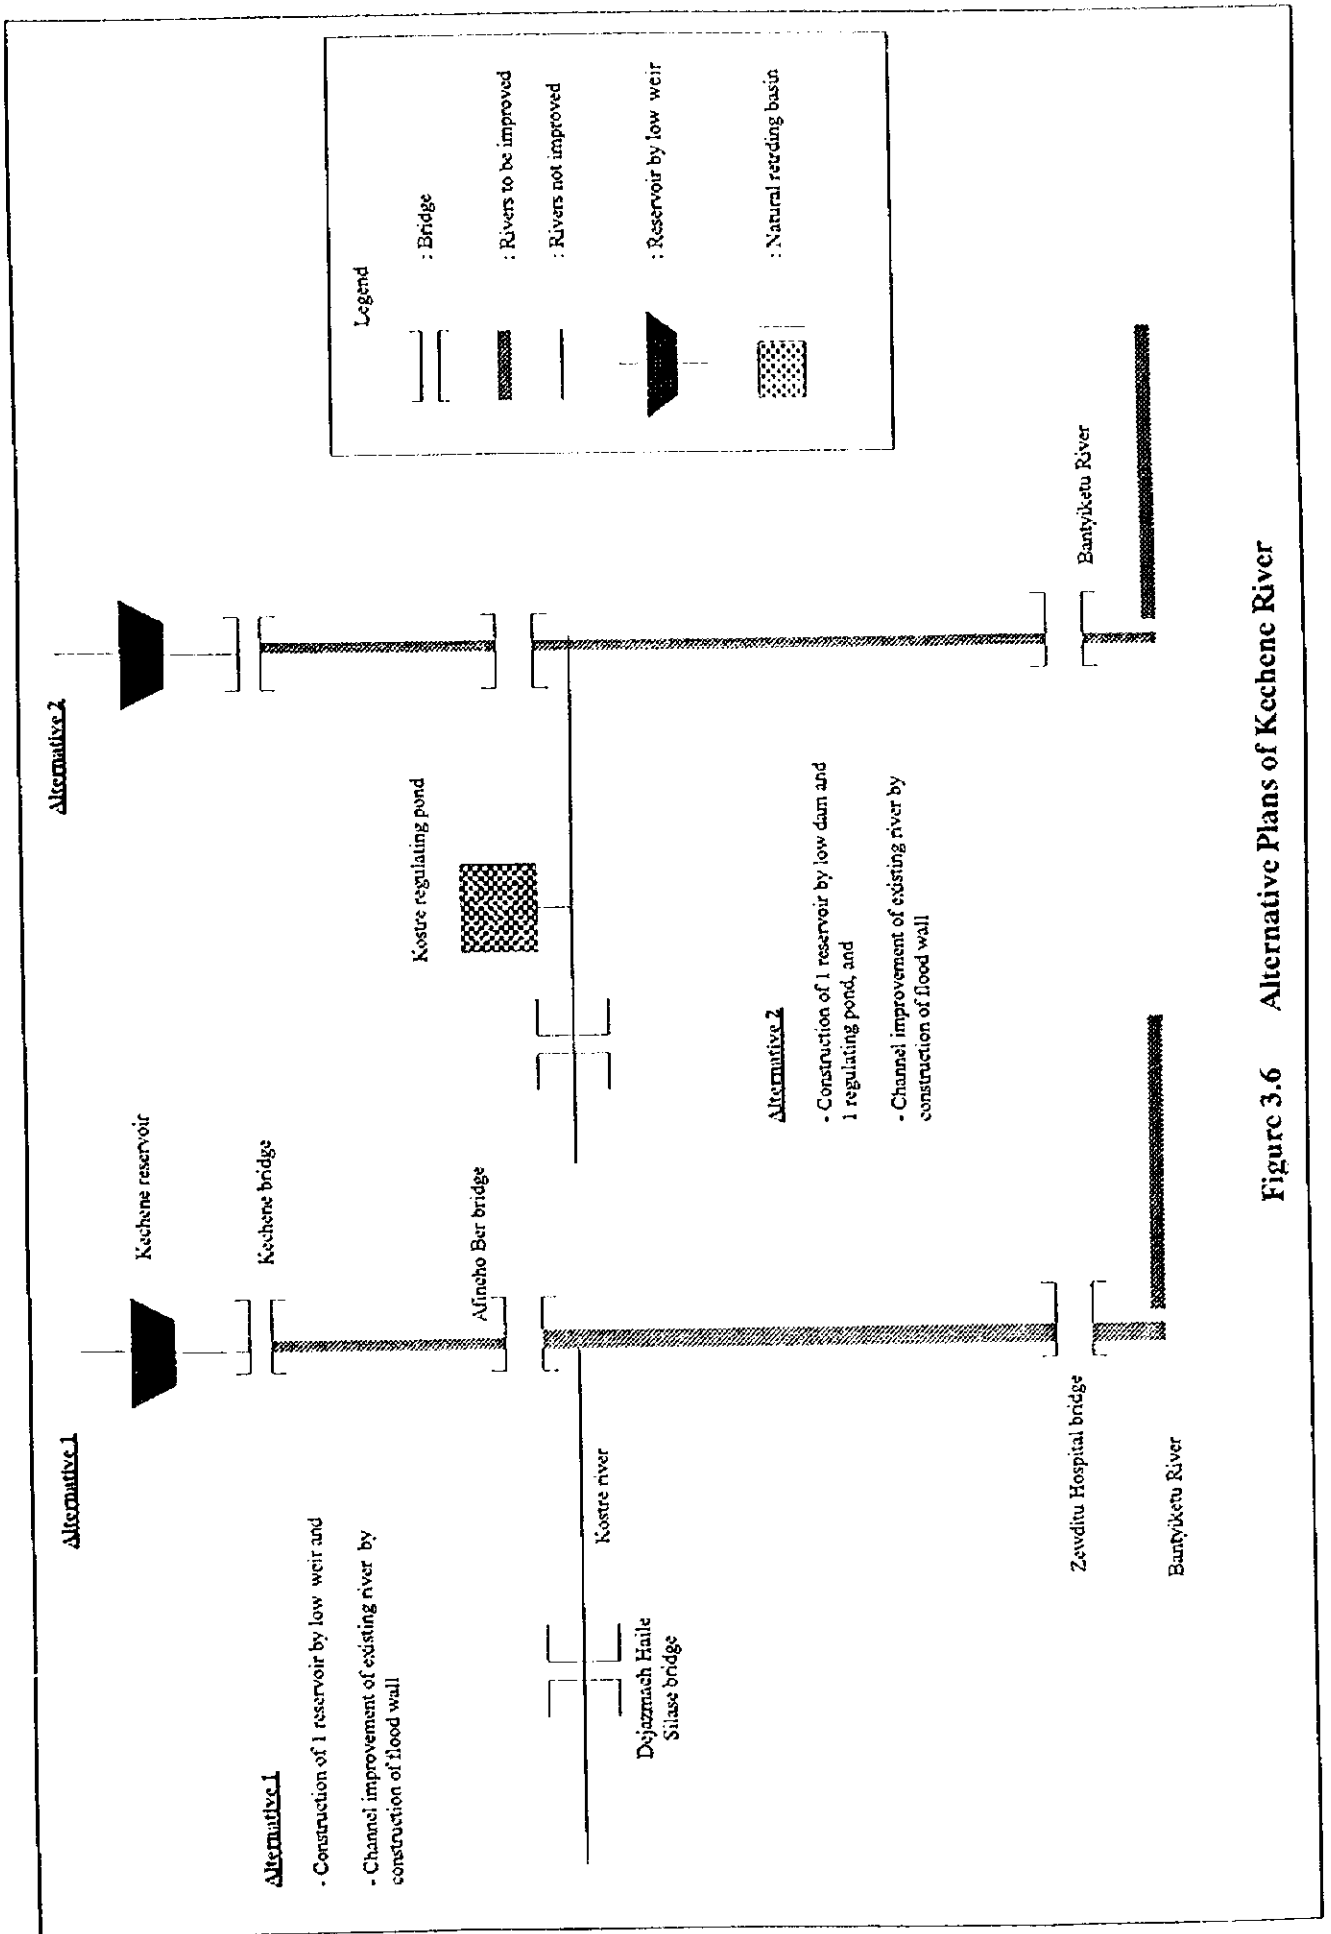 Alternative 1
Alternative 2
Kechene reservoir
Kechene bridge
Alternative 1
- Construction of 1 reservoir by low weir and
- Channel improvement of existing river by
construction of flood wall
Afincho Ber bridge
Kostre regulating pond
Kostre river
Dejazmach Haile
Silase bridge
Alternative 2
- Construction of 1 reservoir by low dam and
1 regulating pond, and
- Channel improvement of existing river by
construction of flood wall
Zewditu Hospital bridge
Bantyiketu River
Bantyiketu River
Legend
: Bridge
: Rivers to be improved
: Rivers not improved
: Reservoir by low weir
: Natural retrding basin
Figure 3.6 Alternative Plans of Kechene River